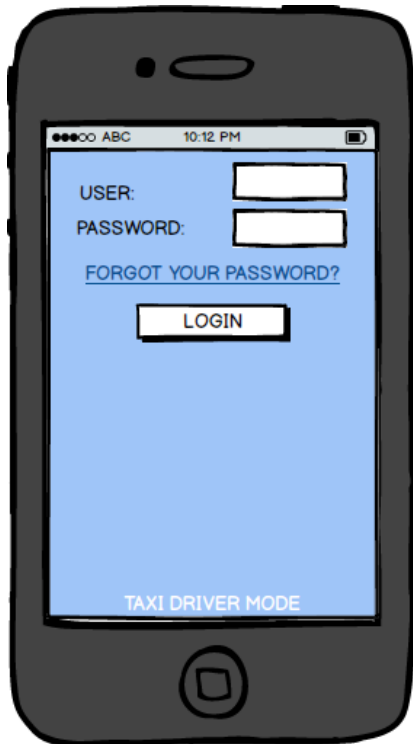 ABC 10:12 PM
USER:
PASSWORD:
FORGOT YOUR PASSWORD?
LOGIN
TAXI DRIVER MODE